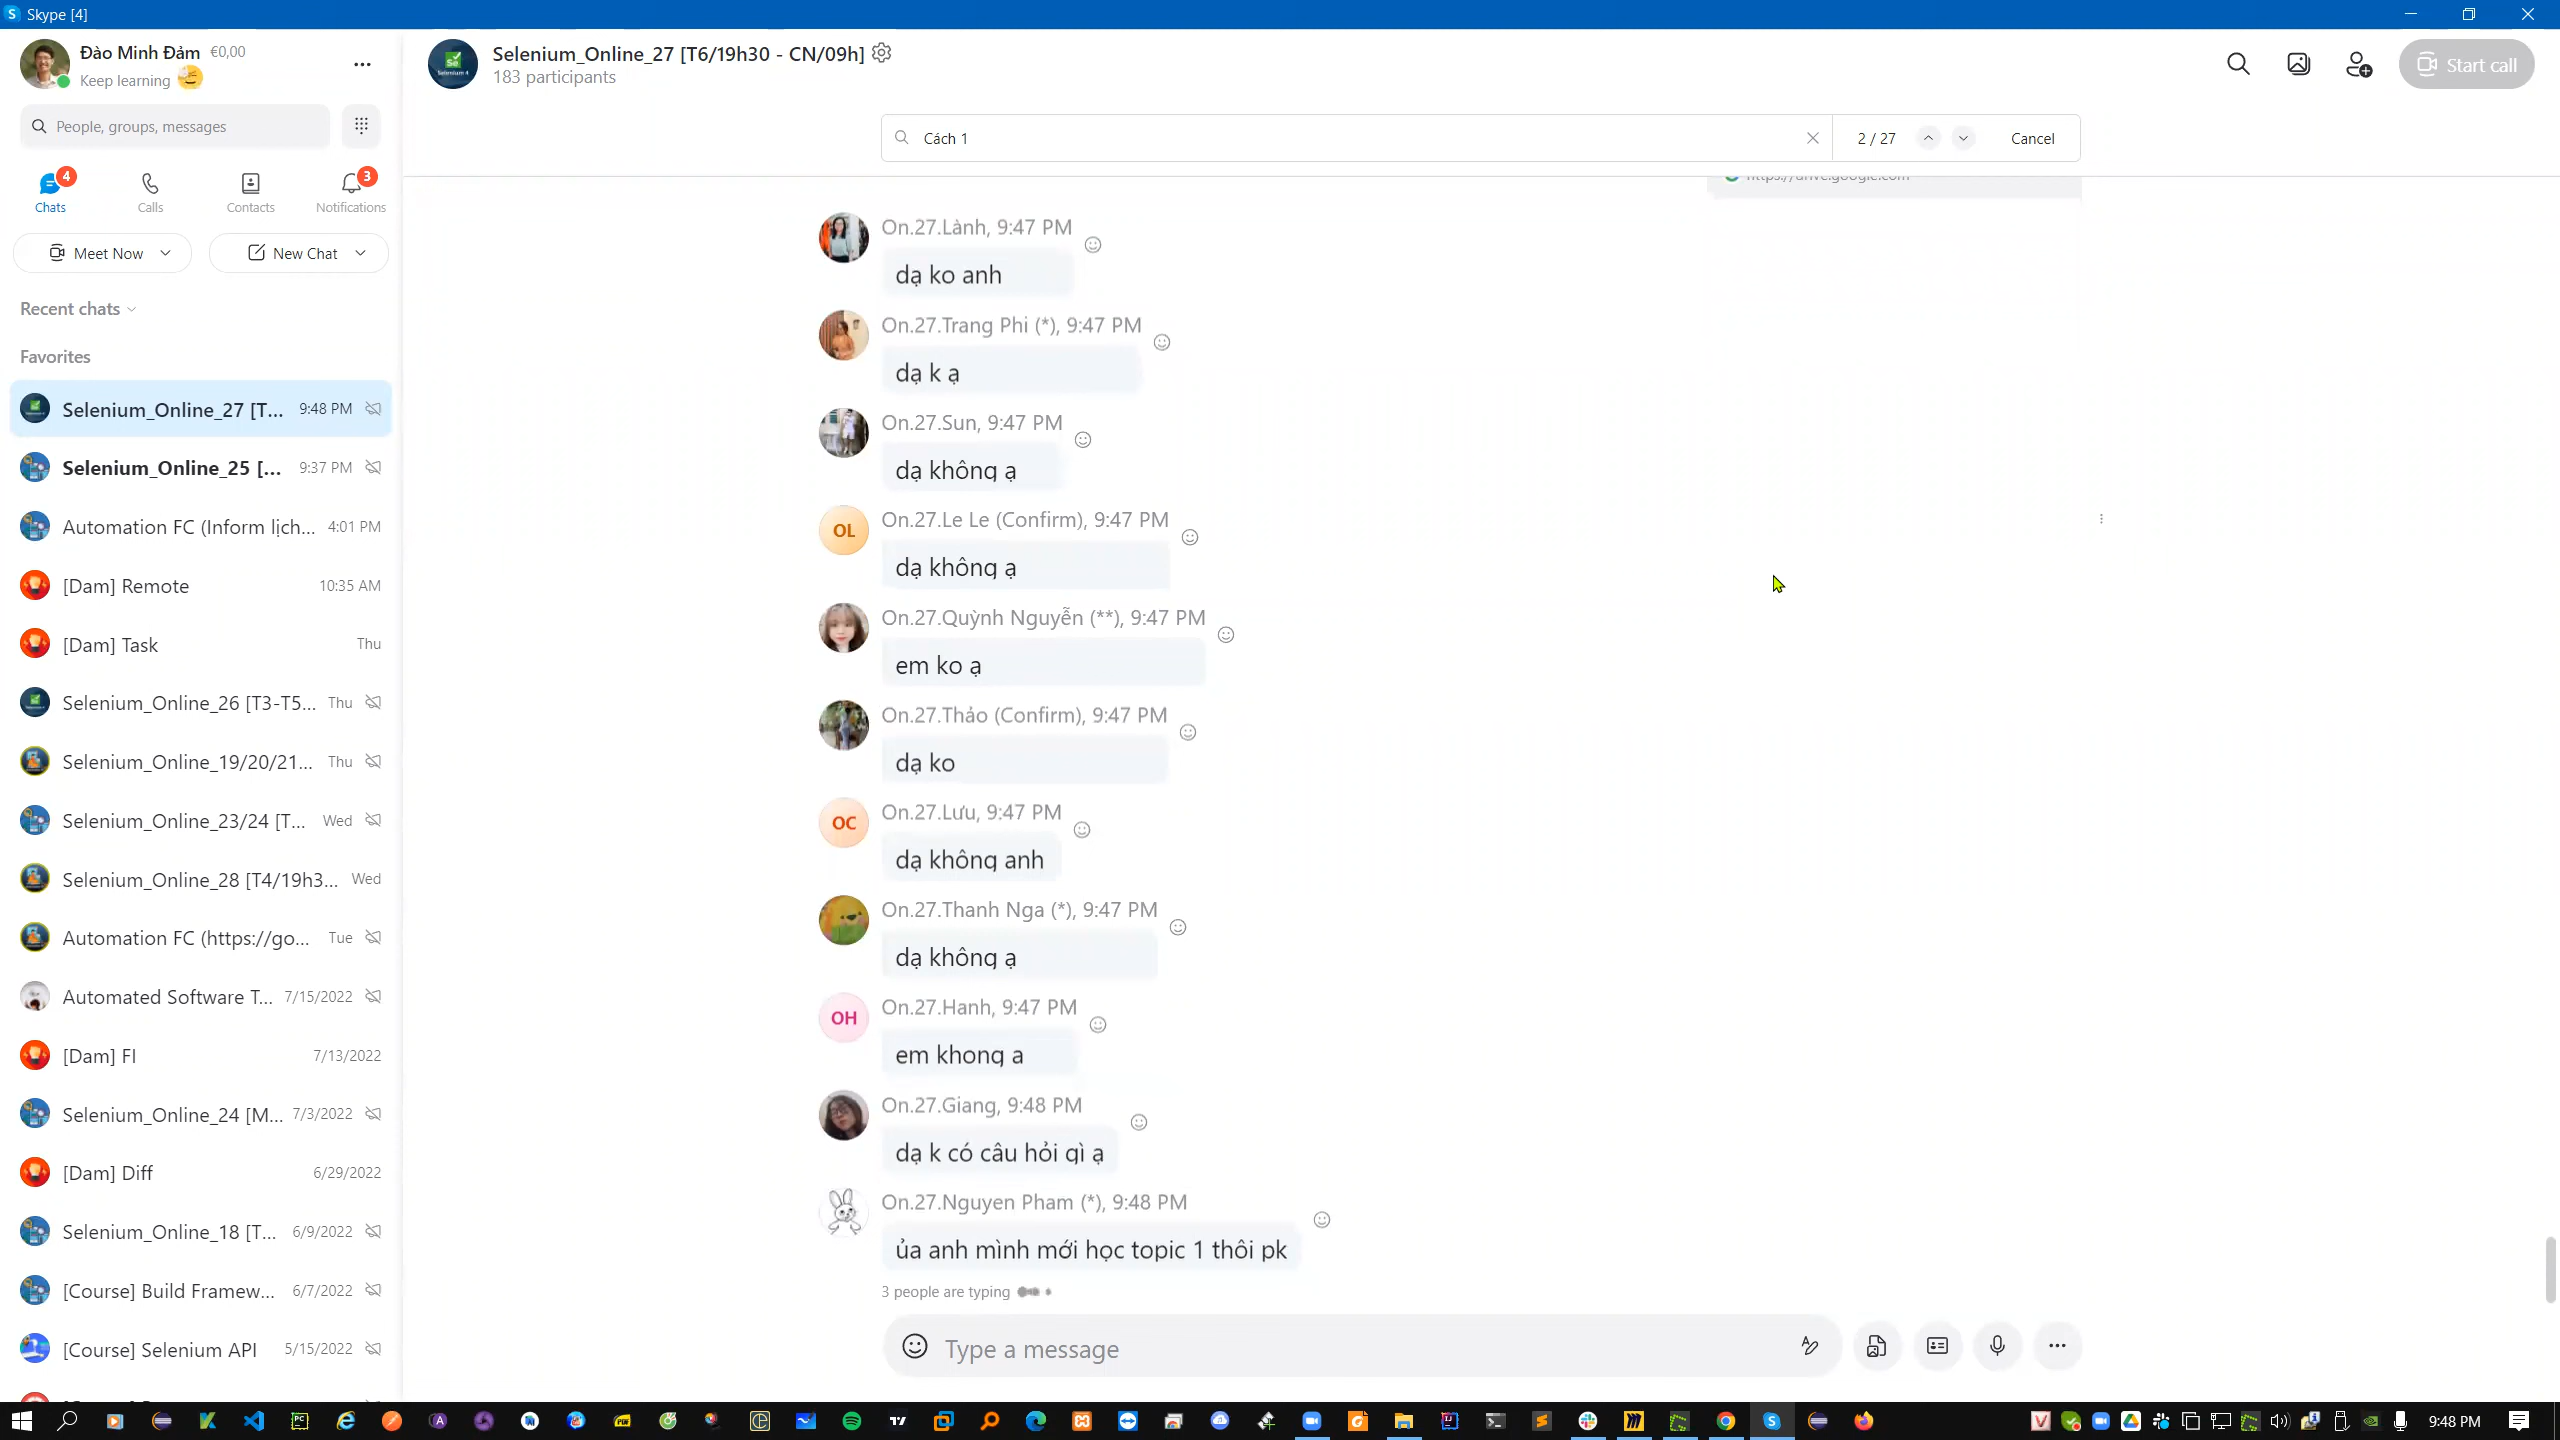 Skype [4]
Đào Minh Đảm €0,00
Keep learning
People, groups, messages
4
3
Chats
Calls
Contacts
Notifications
Meet Now
New Chat
Recent chats
Favorites
Selenium_Online_27 [T... 9:48 PM
Selenium_Online_25 [... 9:37 PM
Automation FC (Inform lịch... 4:01 PM
[Dam] Remote 10:35 AM
[Dam] Task Thu
Selenium_Online_26 [T3-T5... Thu
Selenium_Online_19/20/21... Thu
Selenium_Online_23/24 [T... Wed
Selenium_Online_28 [T4/19h3... Wed
Automation FC (https://go... Tue
Automated Software T... 7/15/2022
[Dam] FI 7/13/2022
Selenium_Online_24 [M... 7/3/2022
[Dam] Diff 6/29/2022
Selenium_Online_18 [T... 6/9/2022
[Course] Build Framew... 6/7/2022
[Course] Selenium API 5/15/2022
Selenium_Online_27 [T6/19h30 - CN/09h]
183 participants
Start call
Cách 1
2 / 27
Cancel
https://drive.google.com
On.27.Lành, 9:47 PM
dạ ko anh
On.27.Trang Phi (*), 9:47 PM
dạ k ạ
On.27.Sun, 9:47 PM
dạ không ạ
OL
On.27.Le Le (Confirm), 9:47 PM
dạ không ạ
On.27.Quỳnh Nguyễn (**), 9:47 PM
em ko ạ
On.27.Thảo (Confirm), 9:47 PM
dạ ko
OC
On.27.Lưu, 9:47 PM
dạ không anh
On.27.Thanh Nga (*), 9:47 PM
dạ không ạ
OH
On.27.Hanh, 9:47 PM
em khong a
On.27.Giang, 9:48 PM
dạ k có câu hỏi gì ạ
On.27.Nguyen Pham (*), 9:48 PM
ủa anh mình mới học topic 1 thôi pk
3 people are typing
Type a message
9:48 PM